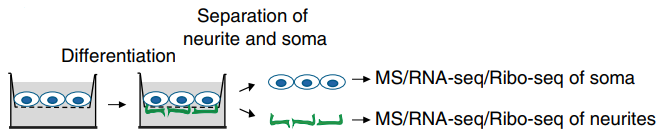 Separation of
neurite and soma
Differentiation
MS/RNA-seq/Ribo-seq of soma
MS/RNA-seq/Ribo-seq of neurites